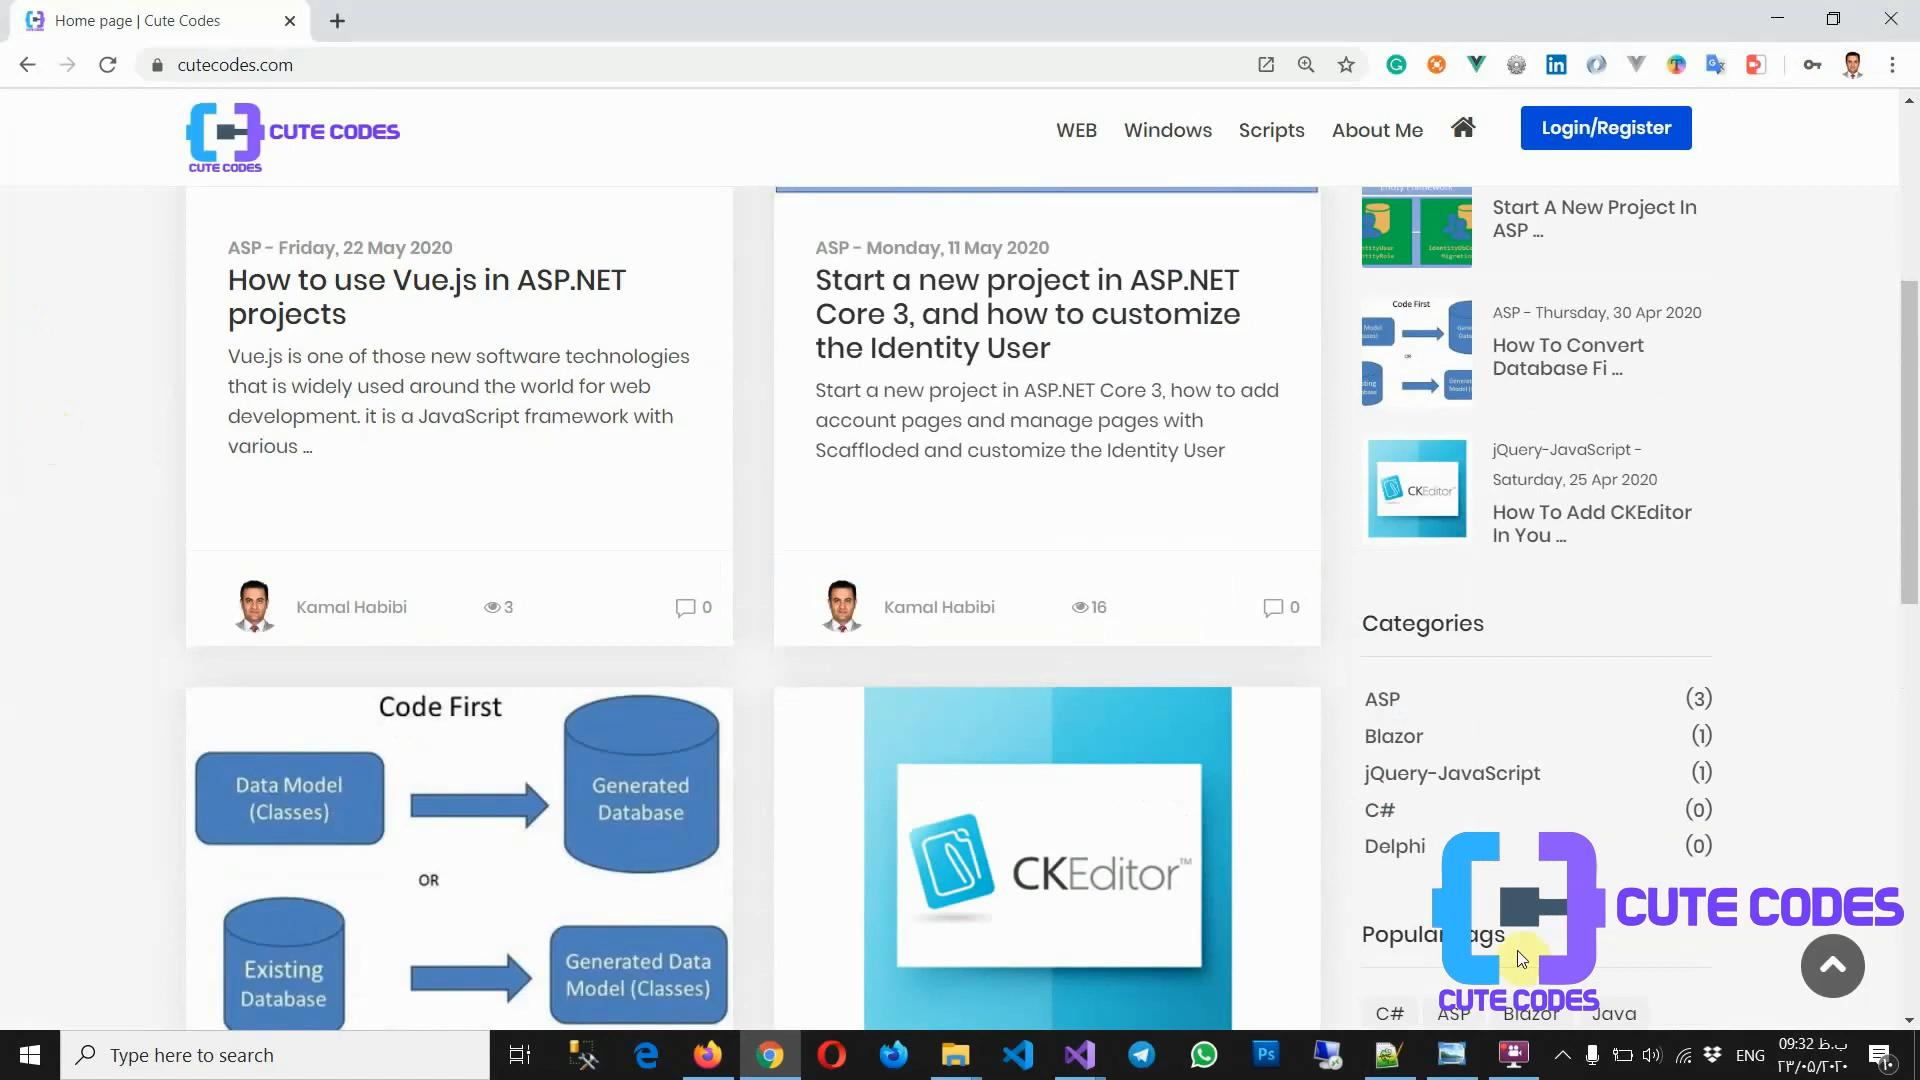 Home page | Cute Codes
cutecodes.com
CUTE CODES
CUTE CODES
WEB
Windows
Scripts
About Me
Login/Register
ASP - Friday, 22 May 2020
How to use Vue.js in ASP.NET
projects
Vue.js is one of those new software technologies
that is widely used around the world for web
development. it is a JavaScript framework with
various ...
Kamal Habibi
3
0
ASP - Monday, 11 May 2020
Start a new project in ASP.NET
Core 3, and how to customize
the Identity User
Start a new project in ASP.NET Core 3, how to add
account pages and manage pages with
Scaffloded and customize the Identity User
Kamal Habibi
16
0
Code First
Data Model
(Classes)
Generated
Database
OR
Existing
Database
Generated Data
Model (Classes)
CKEditor™
Start A New Project In
ASP ...
Code First
ASP - Thursday, 30 Apr 2020
How To Convert
Database Fi ...
CKEditor
jQuery-JavaScript -
Saturday, 25 Apr 2020
How To Add CKEditor
In You ...
Categories
ASP (3)
Blazor (1)
jQuery-JavaScript (1)
C# (0)
Delphi (0)
CUTE CODES
CUTE CODES
C#
ASP
Blazor
Java
Type here to search
ENG
09:32 ب.ظ
۲۳/۰۵/۲۰۲۰